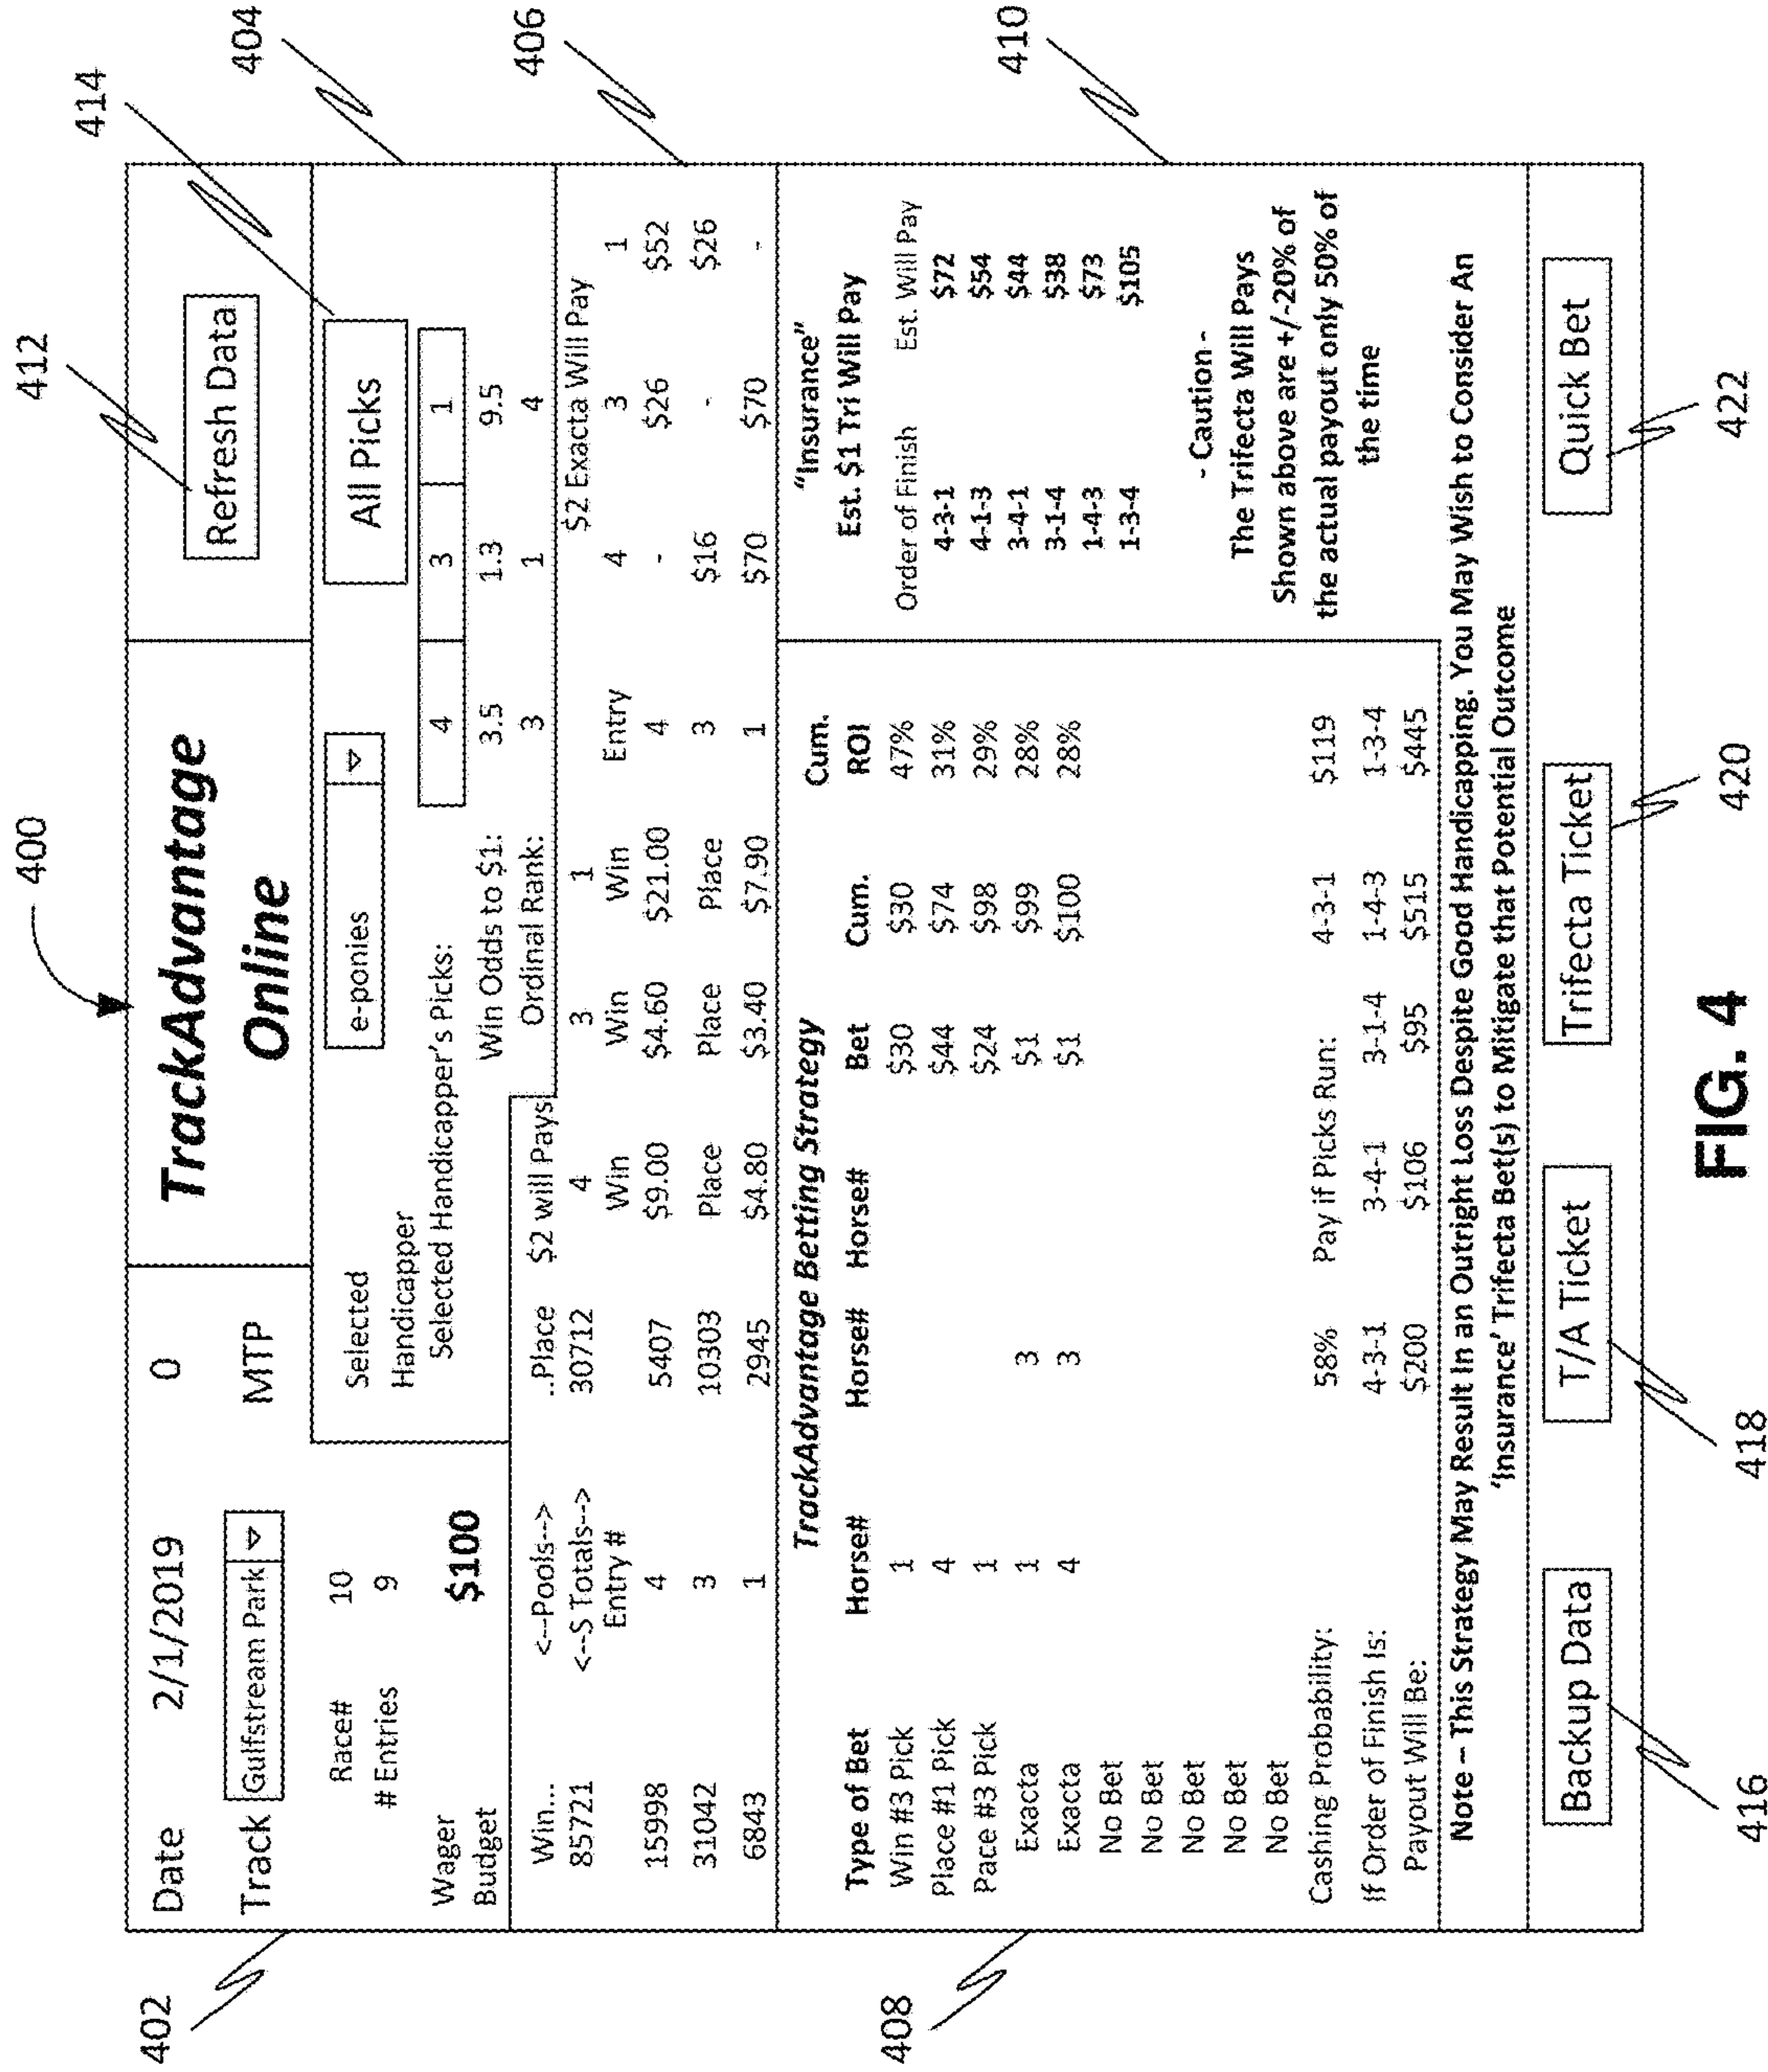 400
412
414
404
406
410
402
408
Date 2/1/2019 0
Track Gulfstream Park MTP
TrackAdvantage
Online
Refresh Data
Race# 10
# Entries 9
Wager
Budget $100
Selected
Handicapper e-ponies All Picks
Selected Handicapper's Picks: 4 3 1
Win Odds to $1: 3.5 1.3 9.5
Ordinal Rank: 3 1 4
Win... <--Pools--> ..Place $2 will Pays
85721 <--S Totals--> 30712 4 3 1 $2 Exacta Will Pay
Entry # Win Win Win Entry 4 3 1
15998 4 5407 $9.00 $4.60 $21.00 4 - $26 $52
31042 3 10303 Place Place Place 3 $16 - $26
6843 1 2945 $4.80 $3.40 $7.90 1 $70 $70 -
TrackAdvantage Betting Strategy
Cum.
Type of Bet Horse# Horse# Horse# Bet Cum. ROI
Win #3 Pick 1 $30 $30 47%
Place #1 Pick 4 $44 $74 31%
Pace #3 Pick 1 $24 $98 29%
Exacta 1 3 $1 $99 28%
Exacta 4 3 $1 $100 28%
No Bet
No Bet
No Bet
No Bet
No Bet
Cashing Probability: 58% Pay if Picks Run: 4-3-1 $119
If Order of Finish Is: 4-3-1 3-4-1 3-1-4 1-4-3 1-3-4
Payout Will Be: $200 $106 $95 $515 $445
"Insurance"
Est. $1 Tri Will Pay
Order of Finish Est. Will Pay
4-3-1 $72
4-1-3 $54
3-4-1 $44
3-1-4 $38
1-4-3 $73
1-3-4 $105
- Caution -
The Trifecta Will Pays
Shown above are +/-20% of
the actual payout only 50% of
the time
Note – This Strategy May Result In an Outright Loss Despite Good Handicapping. You May Wish to Consider An
'Insurance' Trifecta Bet(s) to Mitigate that Potential Outcome
Backup Data T/A Ticket Trifecta Ticket Quick Bet
416
418
420
422
FIG. 4